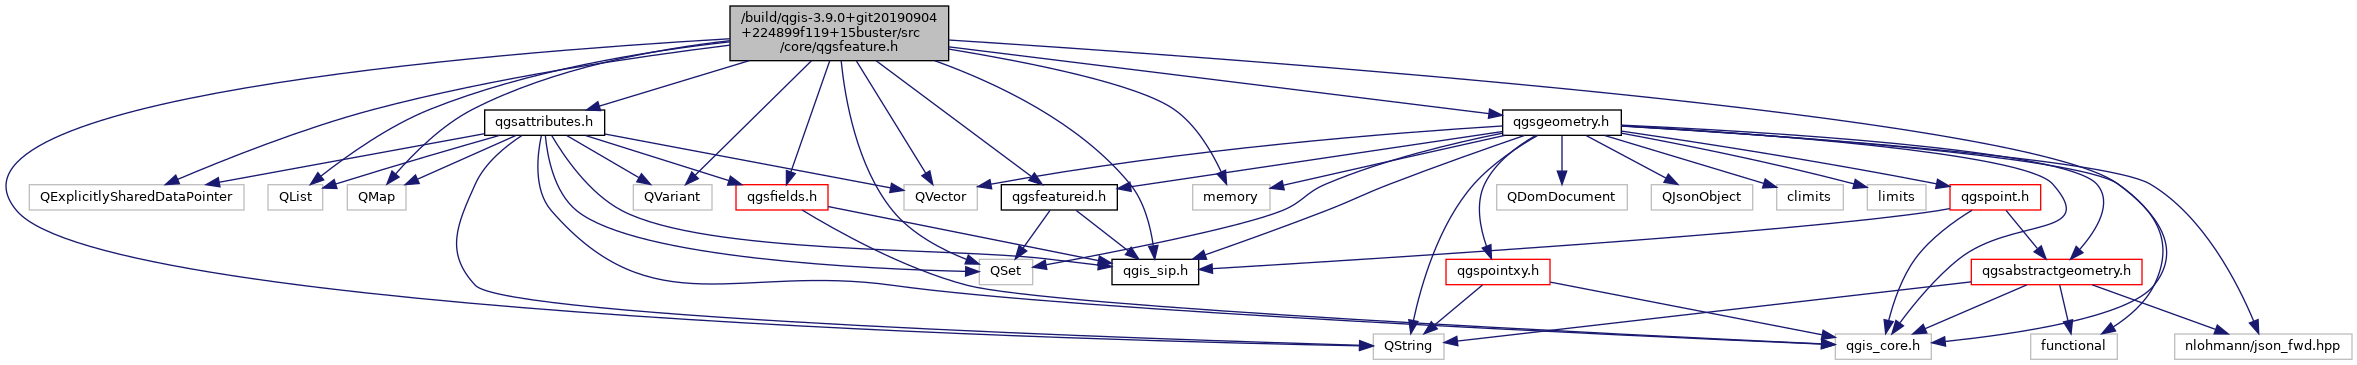 /build/qgis-3.9.0+git20190904
+224899f119+15buster/src
/core/qgsfeature.h
qgsattributes.h
qgsgeometry.h
QExplicitlySharedDataPointer
QList
QMap
QVariant
qgsfields.h
QVector
qgsfeatureid.h
memory
QDomDocument
QJsonObject
climits
limits
qgspoint.h
QSet
qgis_sip.h
qgspointxy.h
qgsabstractgeometry.h
QString
qgis_core.h
functional
nlohmann/json_fwd.hpp